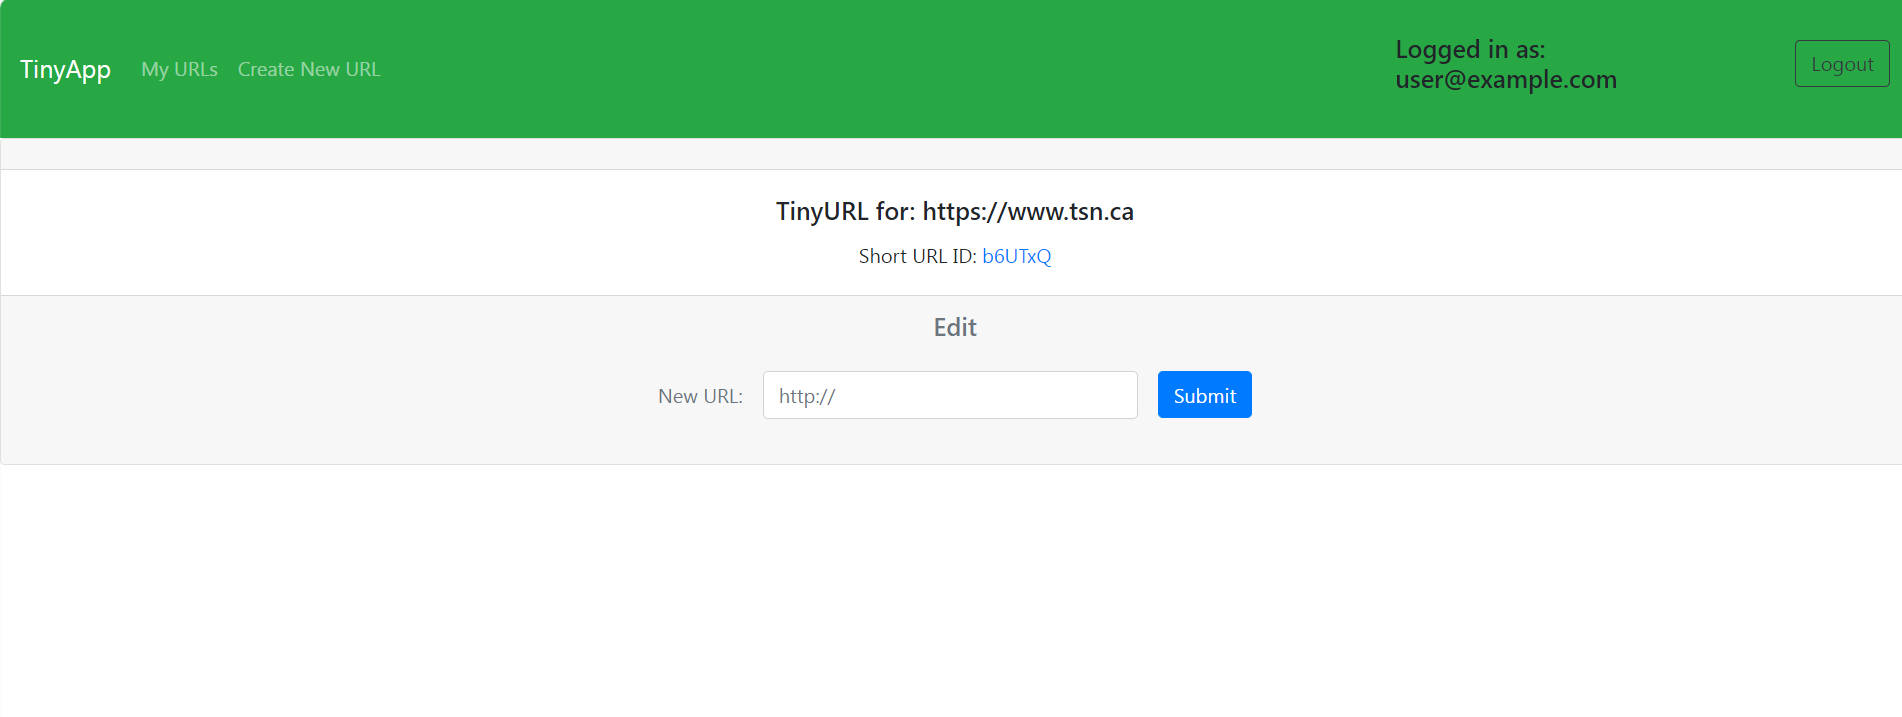 TinyApp My URLs Create New URL
Logged in as:
user@example.com
Logout
TinyURL for: https://www.tsn.ca
Short URL ID: b6UTxQ
Edit
New URL: http:// Submit